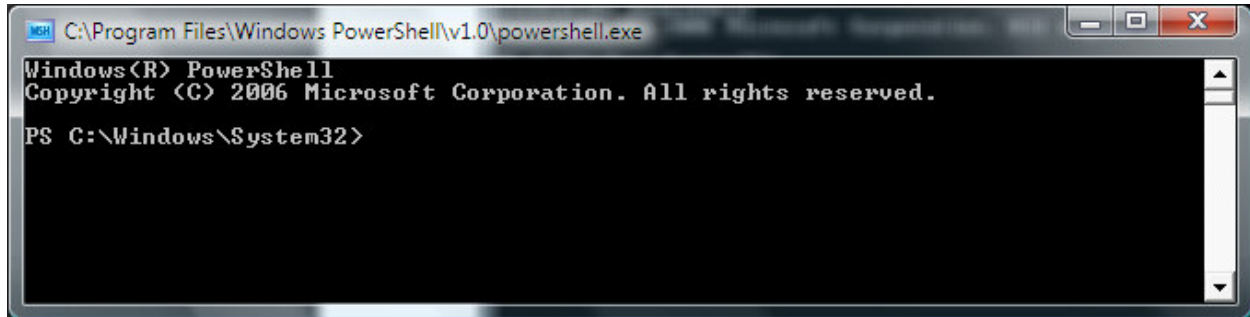 MSH C:\Program Files\Windows PowerShell\v1.0\powershell.exe
Windows(R) PowerShell
Copyright (C) 2006 Microsoft Corporation. All rights reserved.
PS C:\Windows\System32>